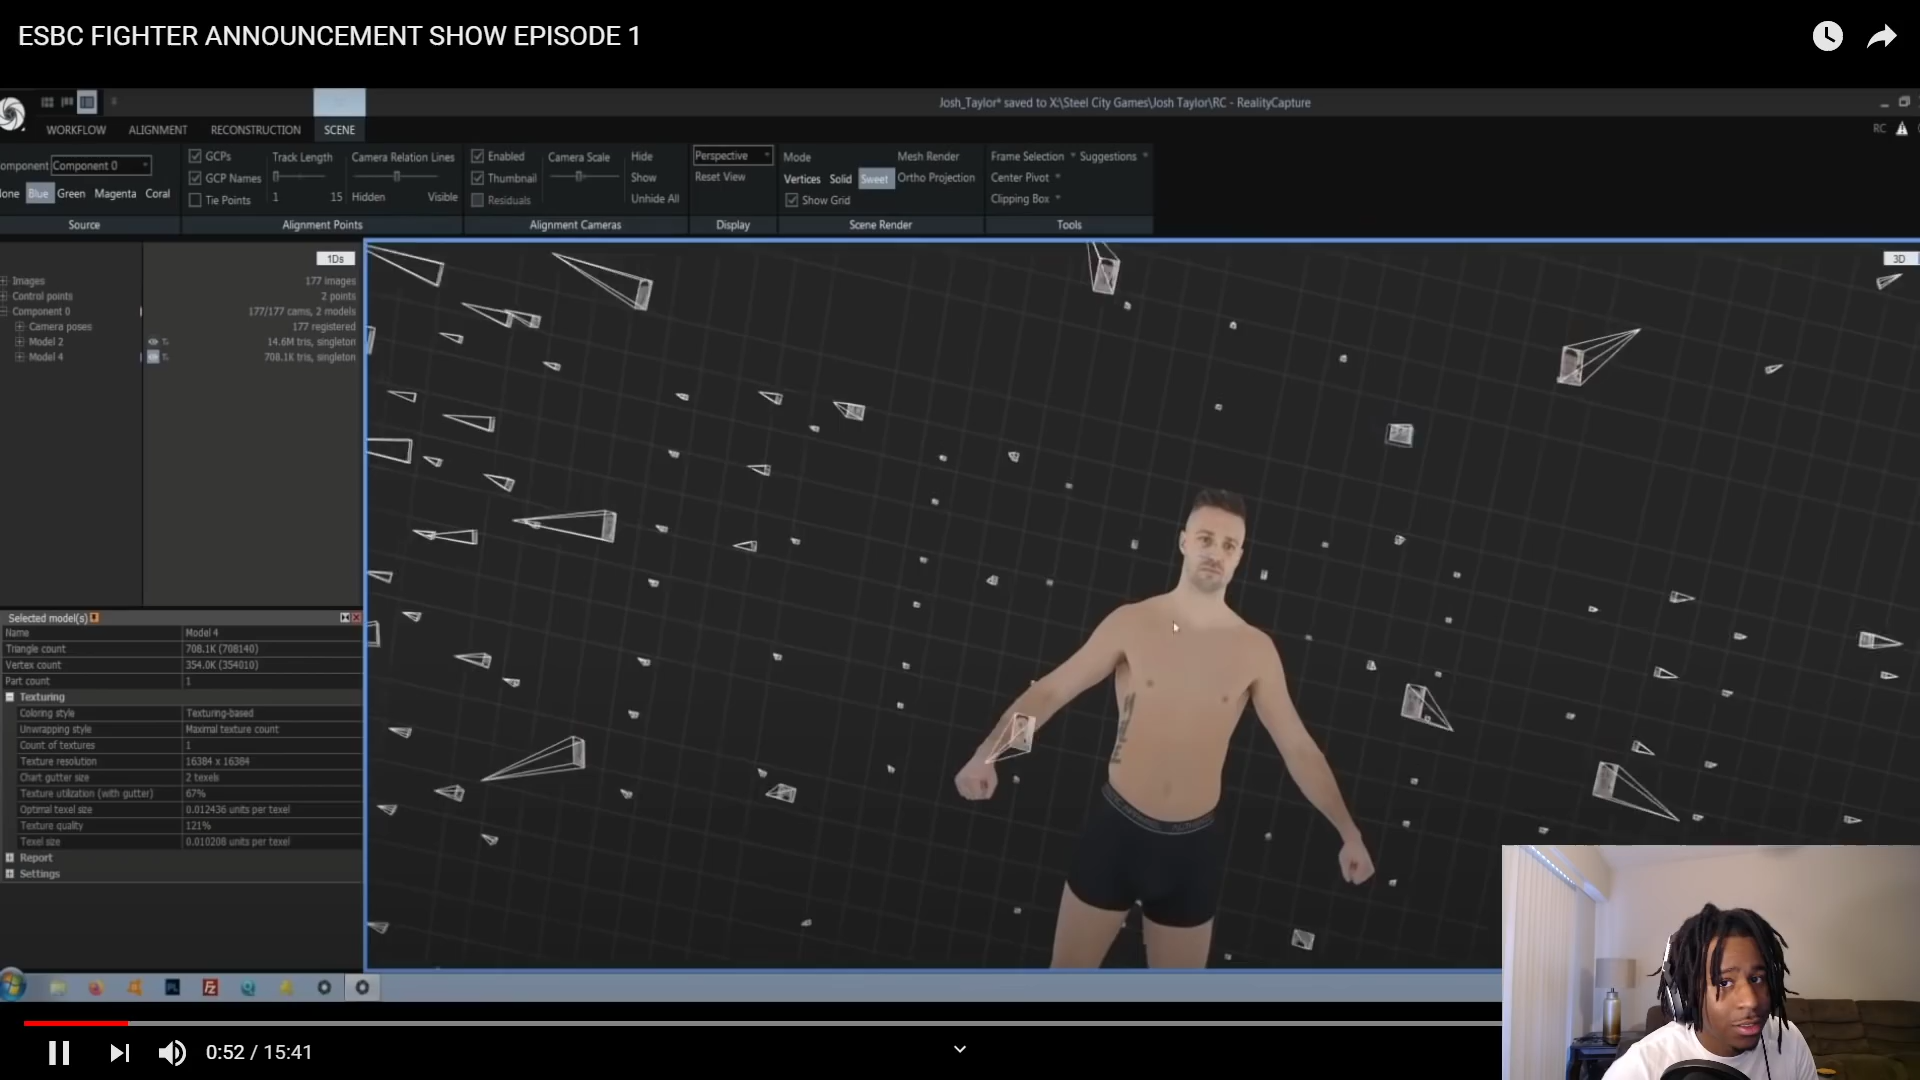 ESBC FIGHTER ANNOUNCEMENT SHOW EPISODE 1
Josh_Taylor* saved to X:\Steel City Games\Josh Taylor\RC - RealityCapture
WORKFLOW ALIGNMENT RECONSTRUCTION SCENE
RC
omponent Component 0
one Blue Green Magenta Coral
Source
GCPs
GCP Names
Tie Points
Track Length
1 15
Camera Relation Lines
Hidden Visible
Alignment Points
Enabled
Thumbnail
Residuals
Camera Scale
Hide
Show
Unhide All
Alignment Cameras
Perspective
Reset View
Display
Mode
Vertices Solid Sweet
Show Grid
Mesh Render
Ortho Projection
Scene Render
Frame Selection Suggestions
Center Pivot
Clipping Box
Tools
1Ds
3D
Images 177 images
Control points 2 points
Component 0 177/177 cams, 2 models
Camera poses 177 registered
Model 2 14.6M tris, singleton
Model 4 708.1K tris, singleton
Selected model(s)
Name Model 4
Triangle count 708.1K (708140)
Vertex count 354.0K (354010)
Part count 1
Texturing
Coloring style Texturing-based
Unwrapping style Maximal texture count
Count of textures 1
Texture resolution 16384 x 16384
Chart gutter size 2 texels
Texture utilization (with gutter) 67%
Optimal texel size 0.012436 units per texel
Texture quality 121%
Texel size 0.010208 units per texel
Report
Settings
0:52 / 15:41